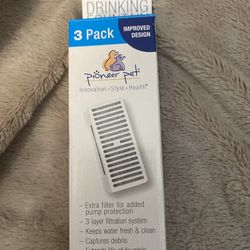 DRINKING
3 Pack
IMPROVED
DESIGN
pioneer pet
Innovation • Style • Health
- Extra filter for added
pump protection
- 3-layer filtration system
- Keeps water fresh & clean
- Captures debris